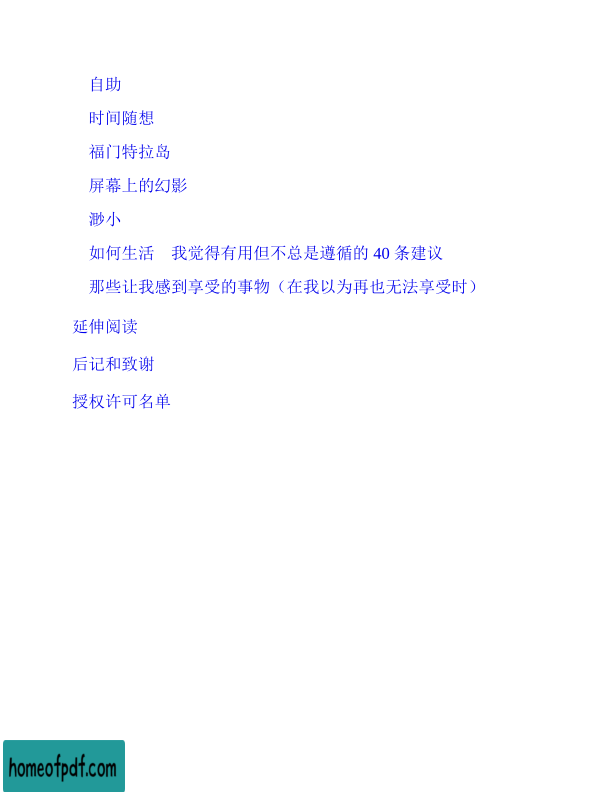 自助
时间随想
福门特拉岛
屏幕上的幻影
渺小
如何生活　我觉得有用但不总是遵循的 40 条建议
那些让我感到享受的事物（在我以为再也无法享受时）
延伸阅读
后记和致谢
授权许可名单
homeofpdf.com